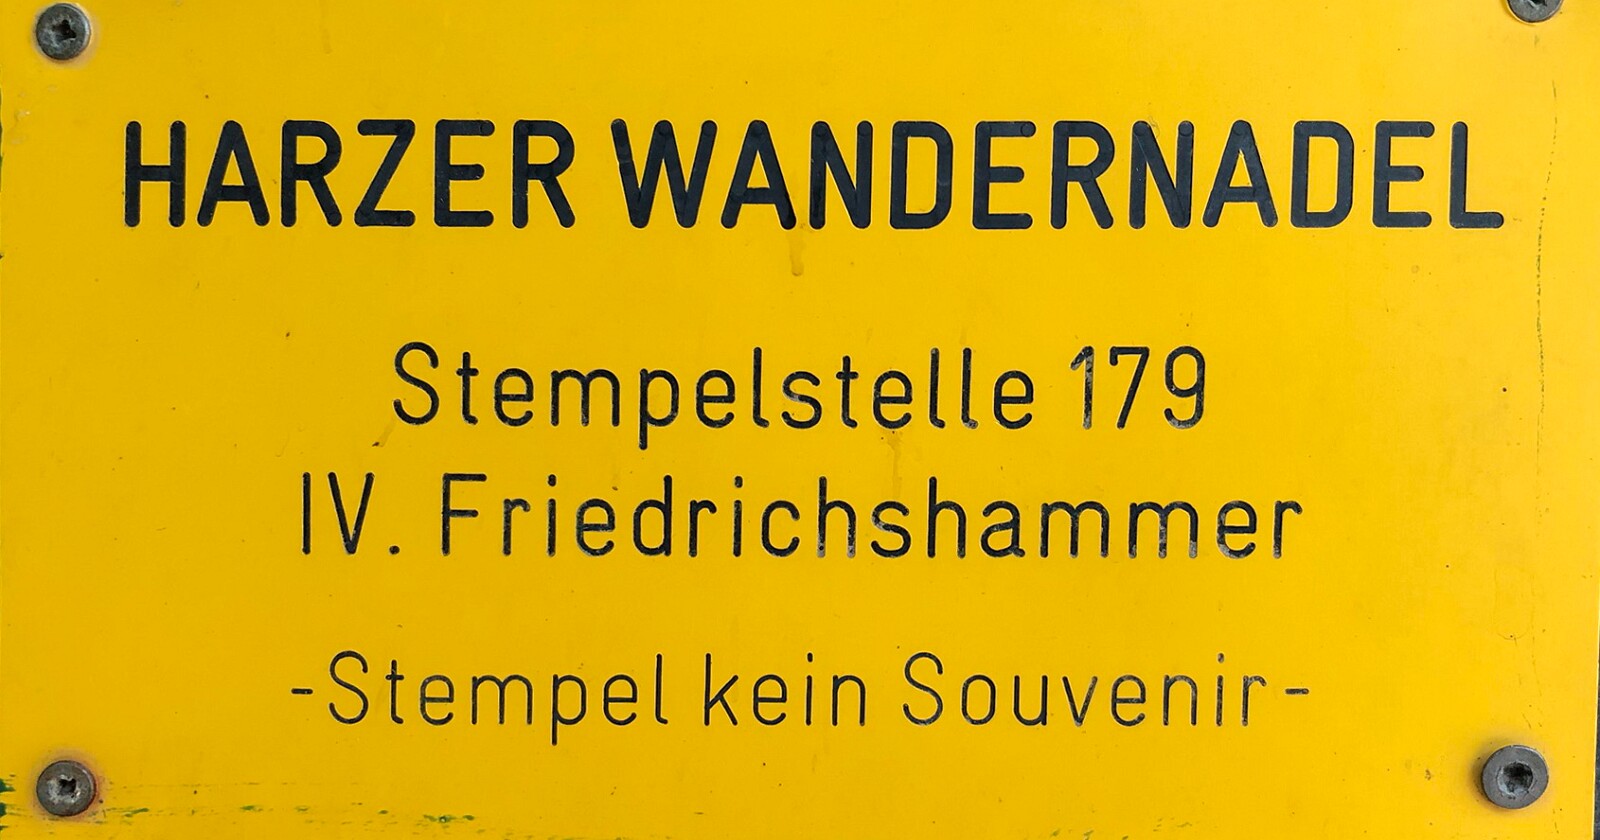 HARZER WANDERNADEL
Stempelstelle 179
IV. Friedrichshammer
-Stempel kein Souvenir-